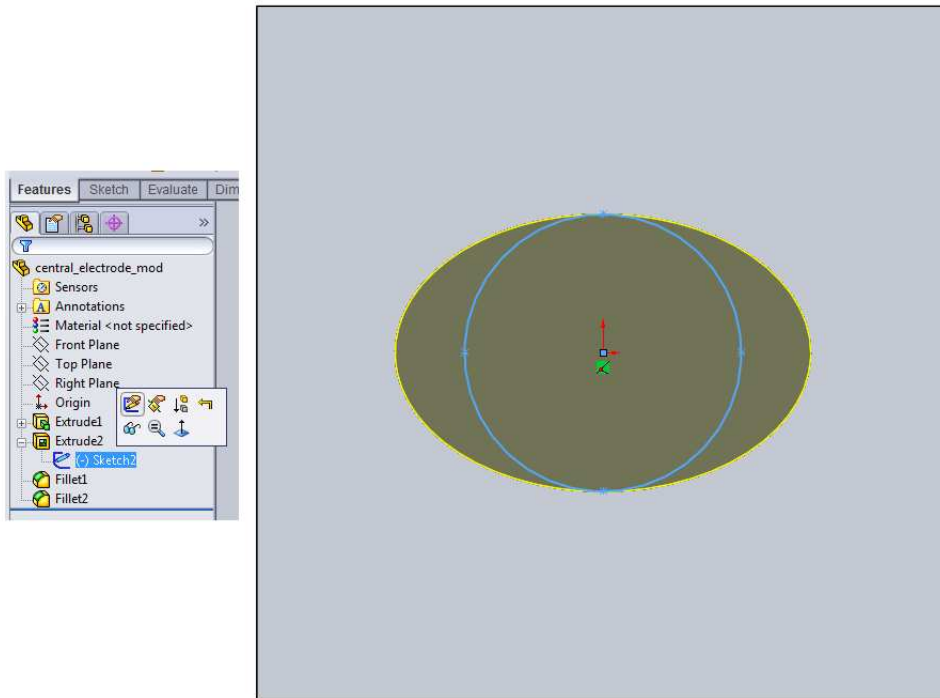 Features Sketch Evaluate Dim
»
central_electrode_mod
Sensors
A Annotations
Material <not specified>
Front Plane
Top Plane
Right Plane
Origin
Extrude1
Extrude2
(-) Sketch2
Fillet1
Fillet2